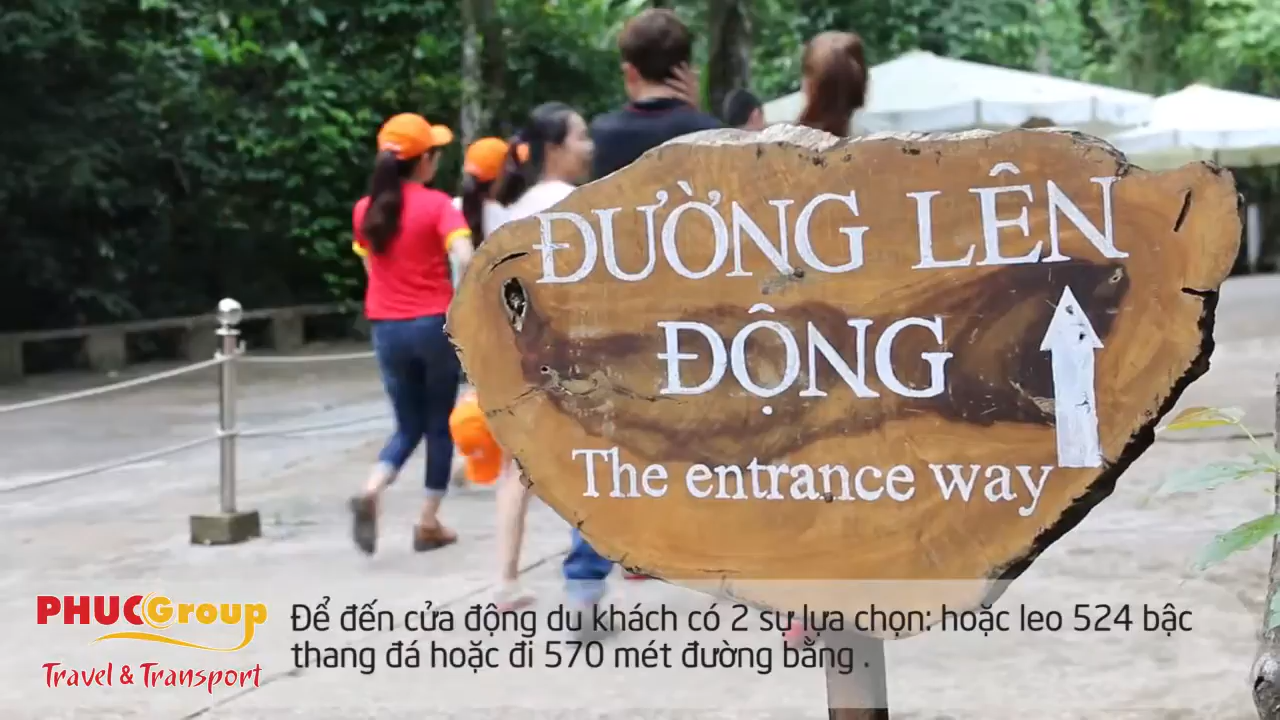 ĐƯỜNG LÊN
ĐỘNG
The entrance way
PHUCGroup
Travel & Transport
Để đến cửa động du khách có 2 sự lựa chọn: hoặc leo 524 bậc
thang đá hoặc đi 570 mét đường bằng .